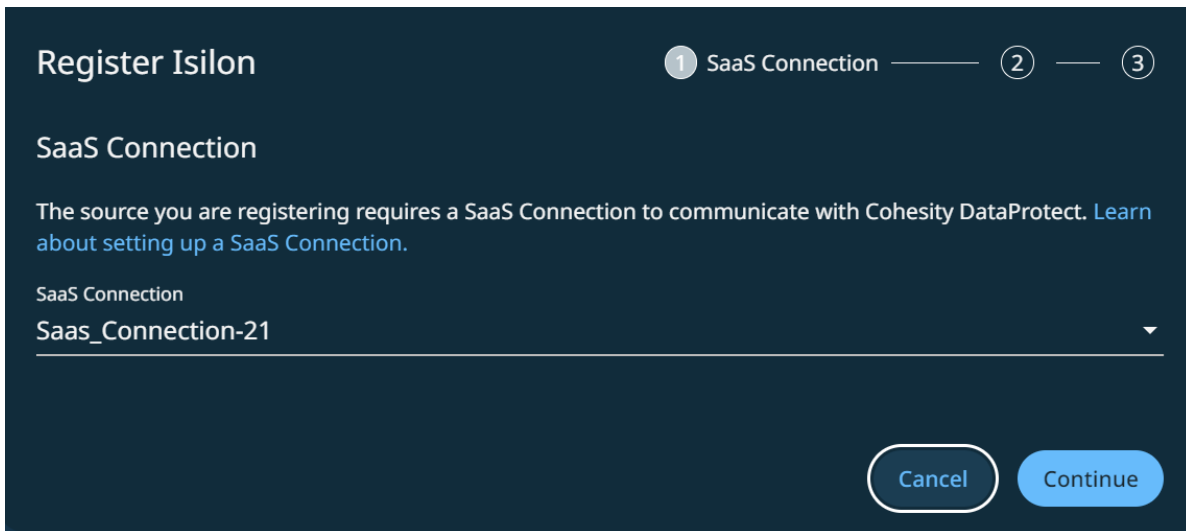 Register Isilon
1 SaaS Connection 2 3
SaaS Connection
The source you are registering requires a SaaS Connection to communicate with Cohesity DataProtect. Learn
about setting up a SaaS Connection.
SaaS Connection
Saas_Connection-21
Cancel Continue